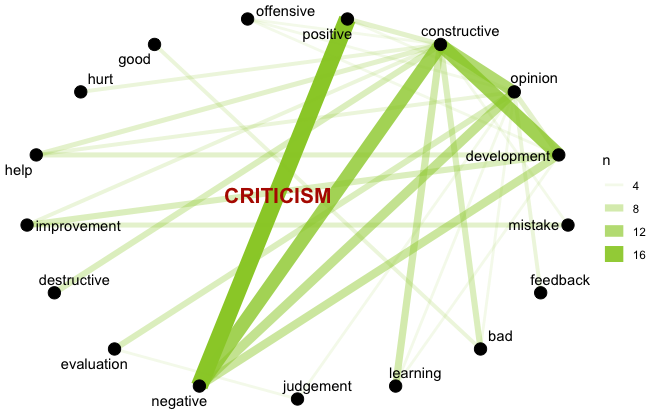 offensive
positive
constructive
good
opinion
hurt
help
development
n
4
8
12
16
CRITICISM
improvement
mistake
destructive
feedback
evaluation
bad
learning
judgement
negative